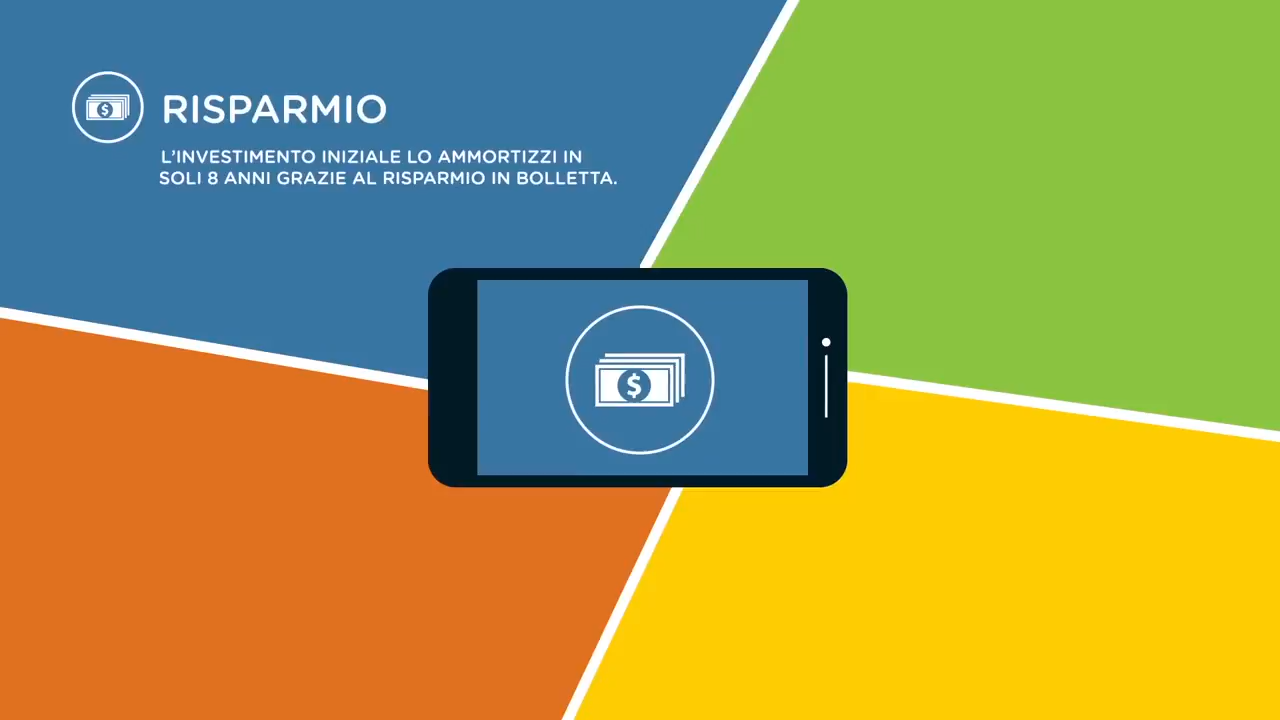 RISPARMIO
L'INVESTIMENTO INIZIALE LO AMMORTIZZI IN
SOLI 8 ANNI GRAZIE AL RISPARMIO IN BOLLETTA.
$
$